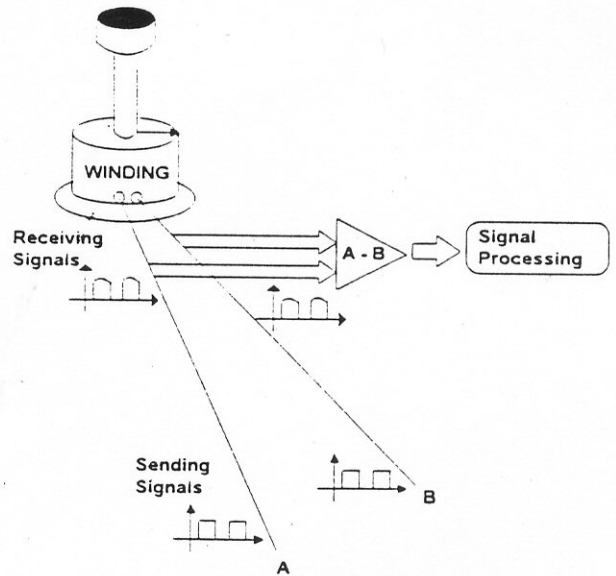 WINDING
Receiving
Signals
A - B
Signal
Processing
Sending
Signals
B
A